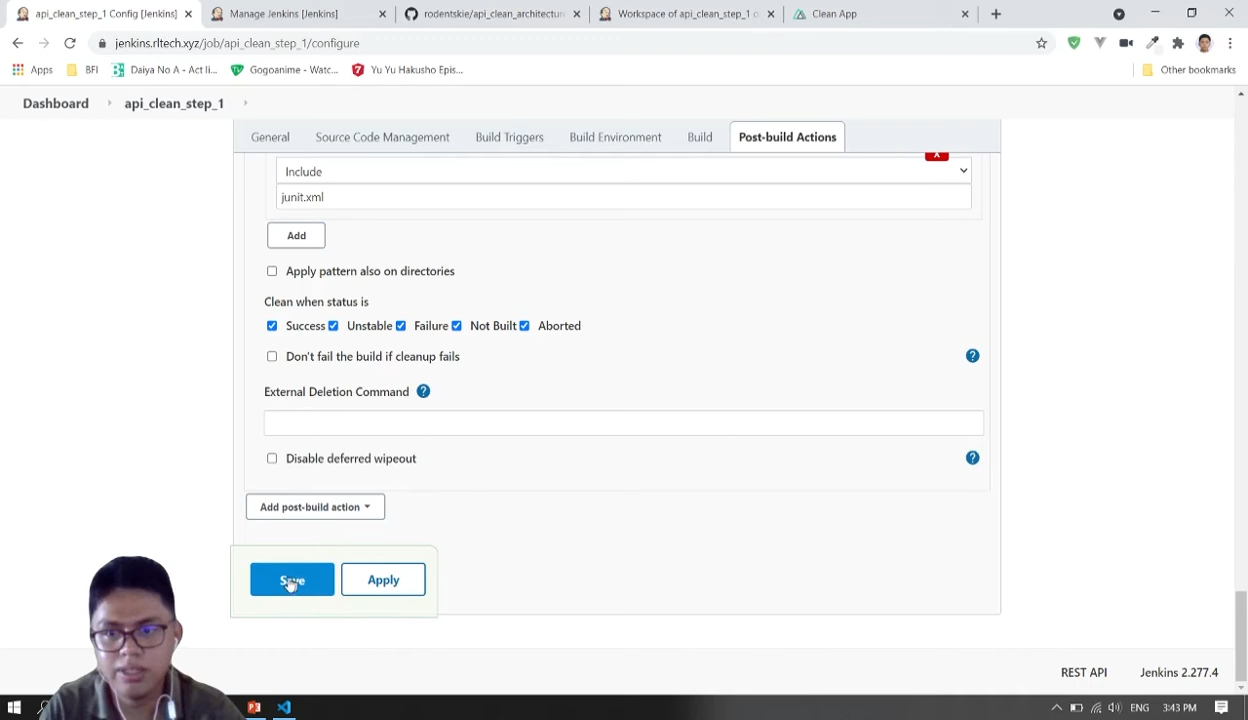 api_clean_step_1 Config [Jenkins]
Manage Jenkins [Jenkins]
rodentskie/api_clean_architectur
Workspace of api_clean_step_1 o
Clean App
jenkins.rltech.xyz/job/api_clean_step_1/configure
Apps
BFI
Daiya No A - Act Ii...
Gogoanime - Watc...
Yu Yu Hakusho Epis...
Other bookmarks
Dashboard
api_clean_step_1
General
Source Code Management
Build Triggers
Build Environment
Build
Post-build Actions
X
Include
junit.xml
Add
Apply pattern also on directories
Clean when status is
Success
Unstable
Failure
Not Built
Aborted
Don't fail the build if cleanup fails
?
External Deletion Command ?
Disable deferred wipeout
?
Add post-build action
Save
Apply
REST API
Jenkins 2.277.4
ENG
3:43 PM